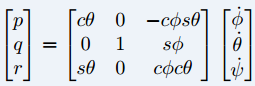 p   cθ 0 −cϕsθ   ϕ̇
q = 0 1 sϕ   θ̇
r   sθ 0 cϕcθ   ψ̇